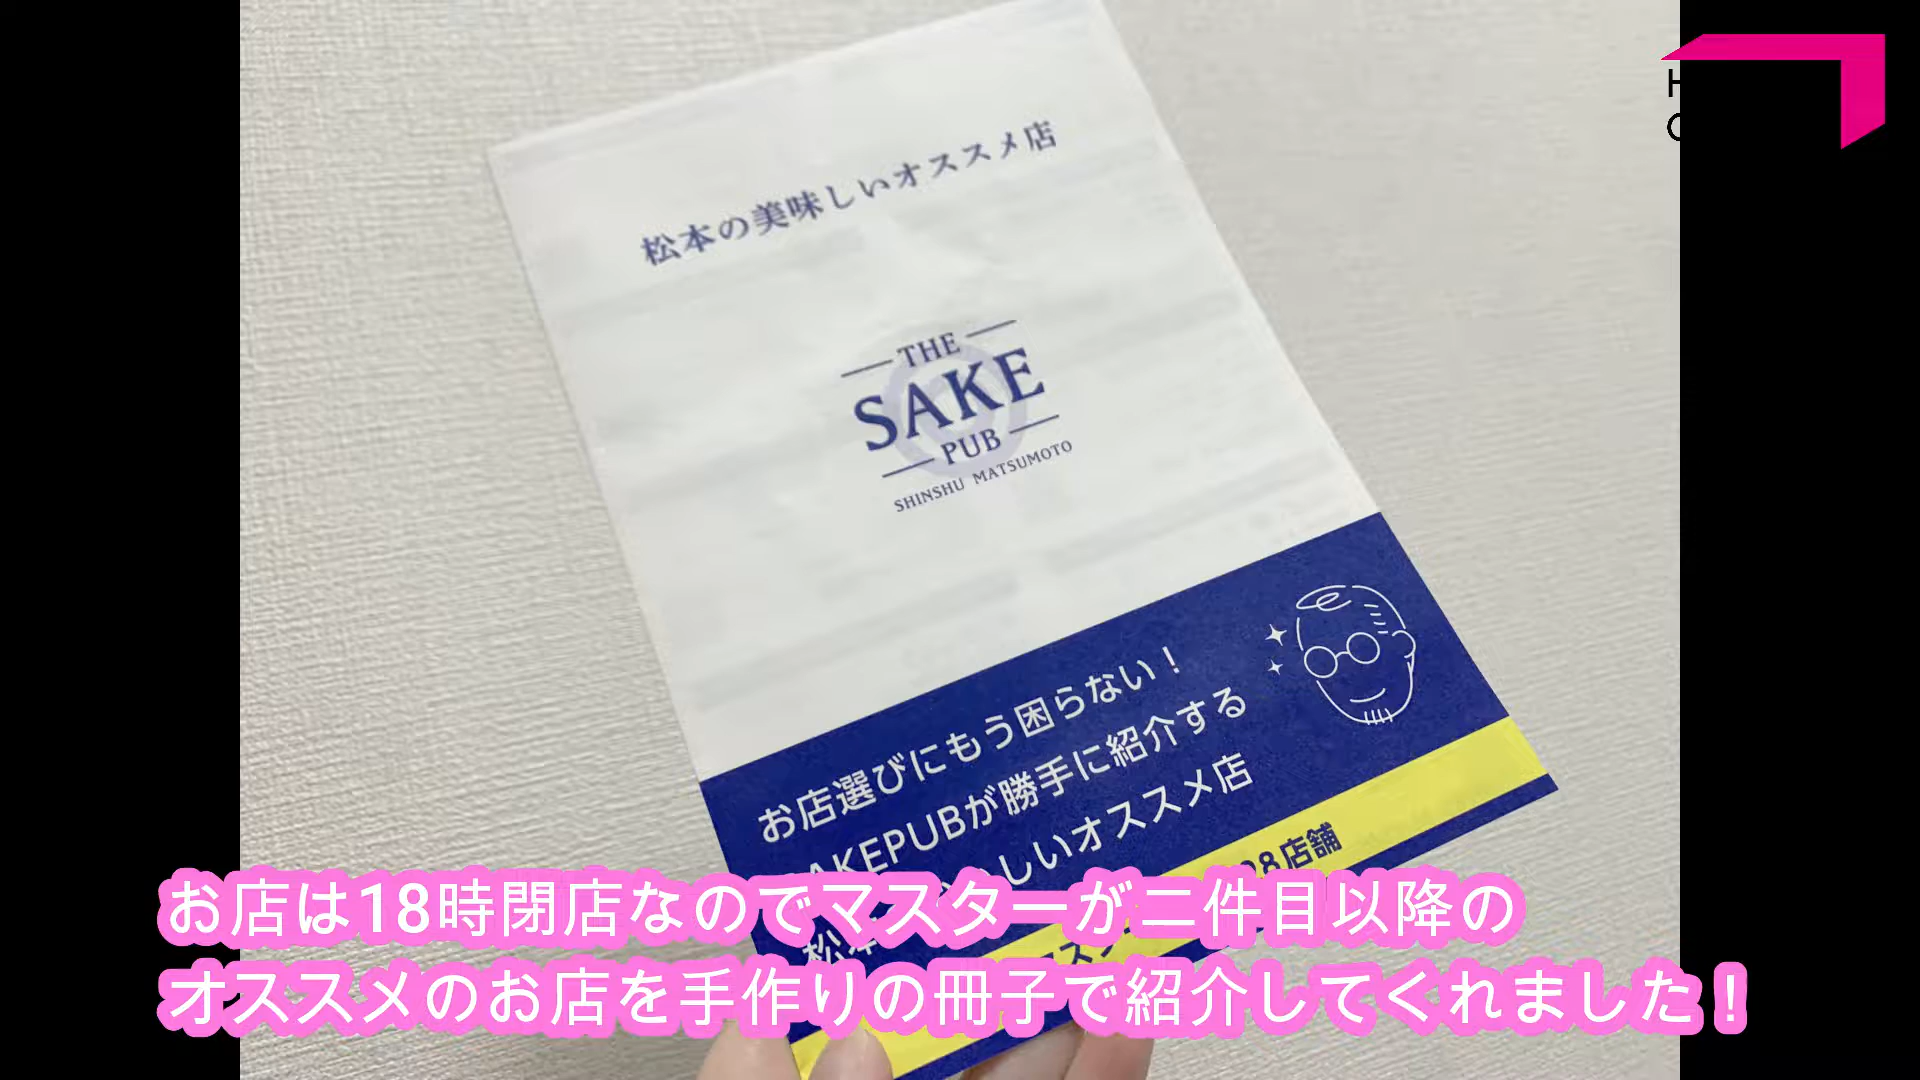 松本の美味しいオススメ店
THE
SAKE
PUB
SHINSHU MATSUMOTO
お店選びにもう困らない！
AKEPUBが勝手に紹介する
しいオススメ店
8店舗
お店は18時閉店なのでマスターが二件目以降の
オススメのお店を手作りの冊子で紹介してくれました！